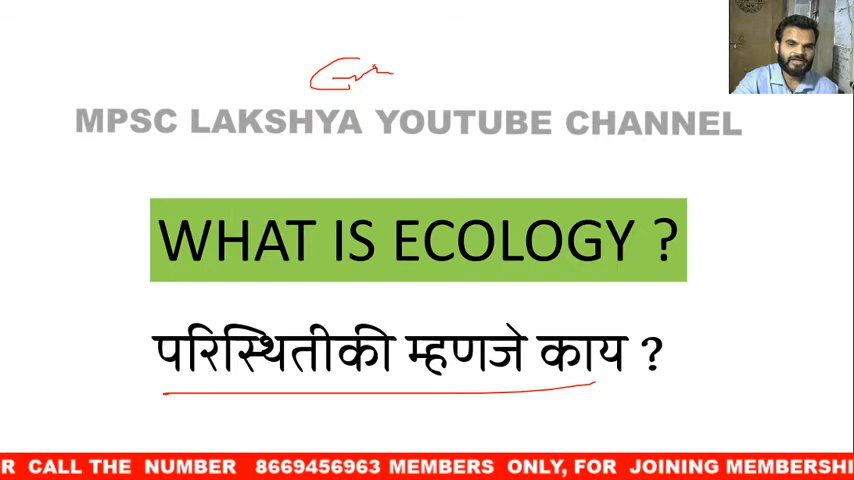 MPSC LAKSHYA YOUTUBE CHANNEL
WHAT IS ECOLOGY ?
परिस्थितीकी म्हणजे काय ?
R CALL THE NUMBER 8669456963 MEMBERS ONLY, FOR JOINING MEMBERSHI